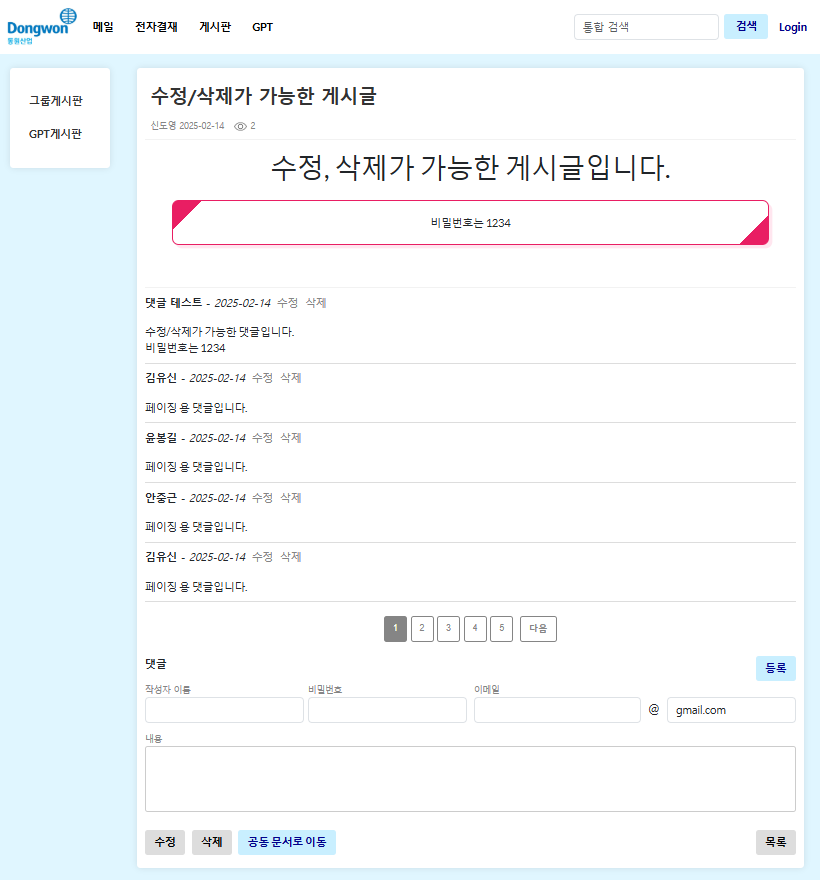 Dongwon
동원산업
메일 전자결재 게시판 GPT
통합 검색 검색 Login
그룹게시판
GPT게시판
수정/삭제가 가능한 게시글
신도영 2025-02-14 2
수정, 삭제가 가능한 게시글입니다.
비밀번호는 1234
댓글 테스트 - 2025-02-14 수정 삭제
수정/삭제가 가능한 댓글입니다.
비밀번호는 1234
김유신 - 2025-02-14 수정 삭제
페이징 용 댓글입니다.
윤봉길 - 2025-02-14 수정 삭제
페이징 용 댓글입니다.
안중근 - 2025-02-14 수정 삭제
페이징 용 댓글입니다.
김유신 - 2025-02-14 수정 삭제
페이징 용 댓글입니다.
1 2 3 4 5 다음
댓글 등록
작성자 이름 비밀번호 이메일
@ gmail.com
내용
수정 삭제 공동 문서로 이동 목록